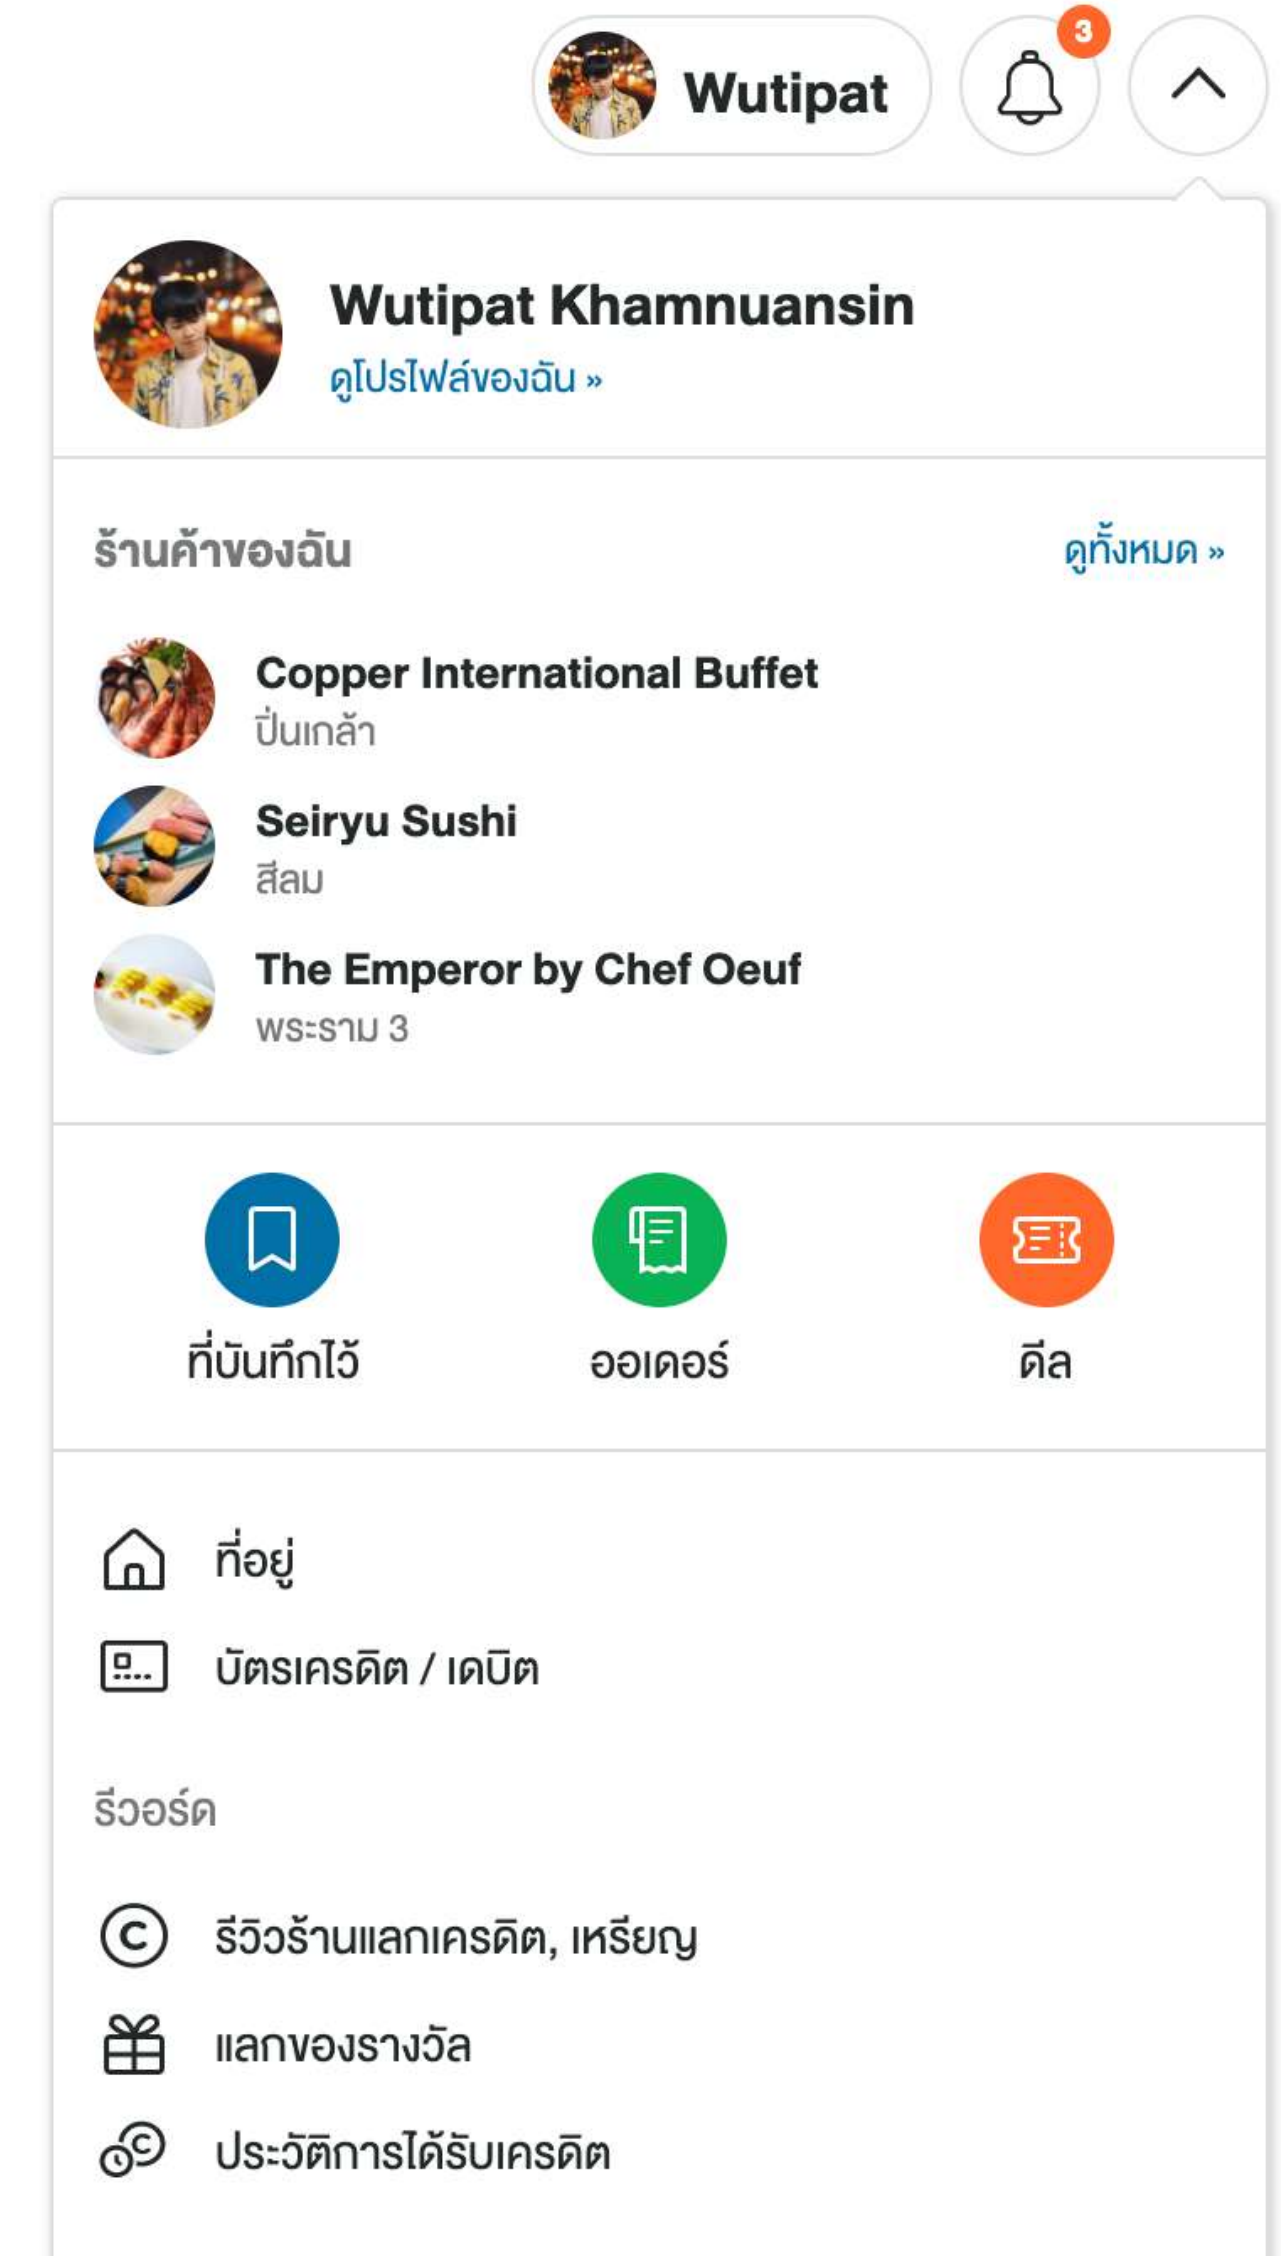 Wutipat
3
Wutipat Khamnuansin
ดูโปรไฟล์ของฉัน »
ร้านค้าของฉัน
ดูทั้งหมด »
Copper International Buffet
ปิ่นเกล้า
Seiryu Sushi
สีลม
The Emperor by Chef Oeuf
พระราม 3
ที่บันทึกไว้
ออเดอร์
ดีล
ที่อยู่
บัตรเครดิต / เดบิต
รีวอร์ด
รีวิวร้านแลกเครดิต, เหรียญ
แลกของรางวัล
ประวัติการได้รับเครดิต